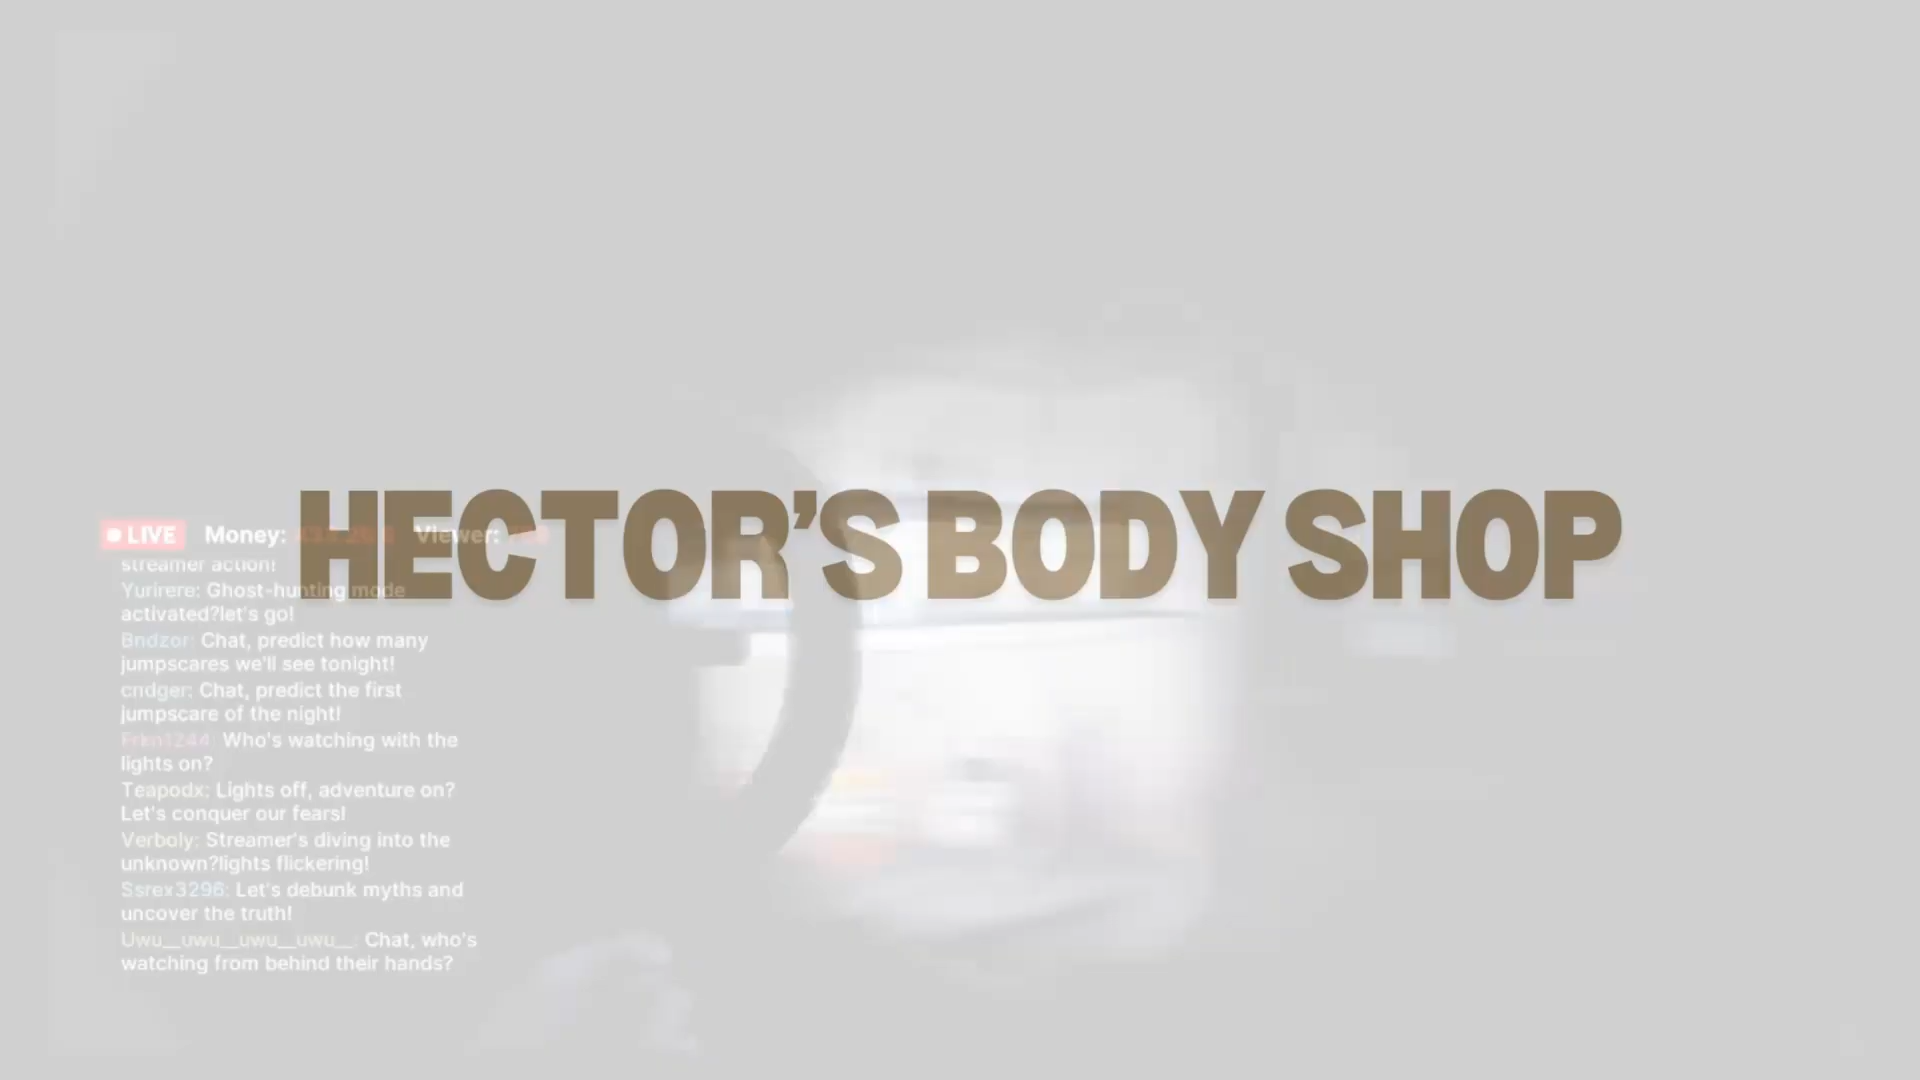 HECTOR'S BODY SHOP
LIVE Money: Viewer:
streamer action!
Yurirere: Ghost-hunting mode
activated?let's go!
Bndzor: Chat, predict how many
jumpscares we'll see tonight!
cndger: Chat, predict the first
jumpscare of the night!
Frkn1244: Who's watching with the
lights on?
Teapodx: Lights off, adventure on?
Let's conquer our fears!
Verboly: Streamer's diving into the
unknown?lights flickering!
Ssrex3296: Let's debunk myths and
uncover the truth!
Uwu__uwu__uwu__uwu__: Chat, who's
watching from behind their hands?